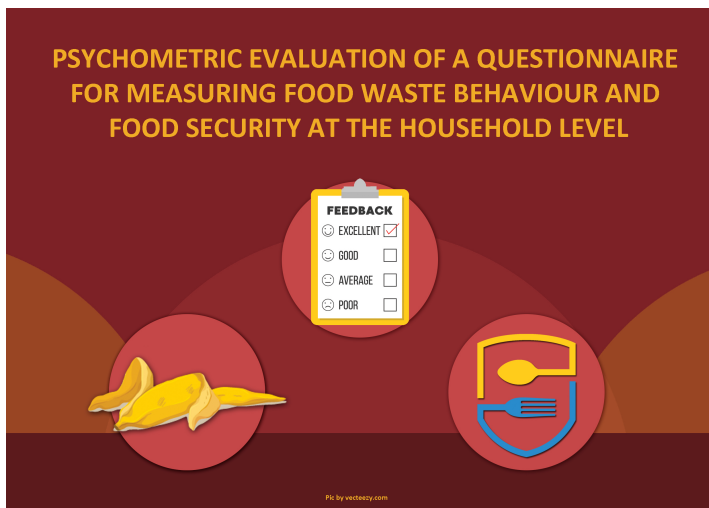 PSYCHOMETRIC EVALUATION OF A QUESTIONNAIRE
FOR MEASURING FOOD WASTE BEHAVIOUR AND
FOOD SECURITY AT THE HOUSEHOLD LEVEL
FEEDBACK
EXCELLENT
GOOD
AVERAGE
POOR
Pic by vecteezy.com